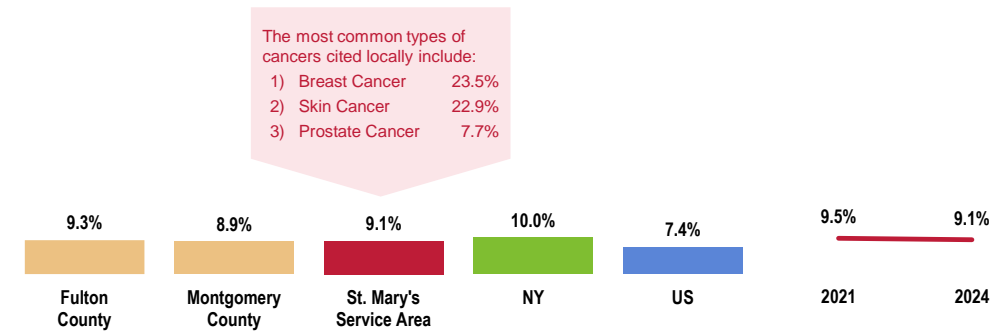 The most common types of
cancers cited locally include:
1) Breast Cancer 23.5%
2) Skin Cancer 22.9%
3) Prostate Cancer 7.7%
9.3% 8.9% 9.1% 10.0% 7.4% 9.5% 9.1%
Fulton County
Montgomery County
St. Mary's Service Area
NY
US
2021 2024